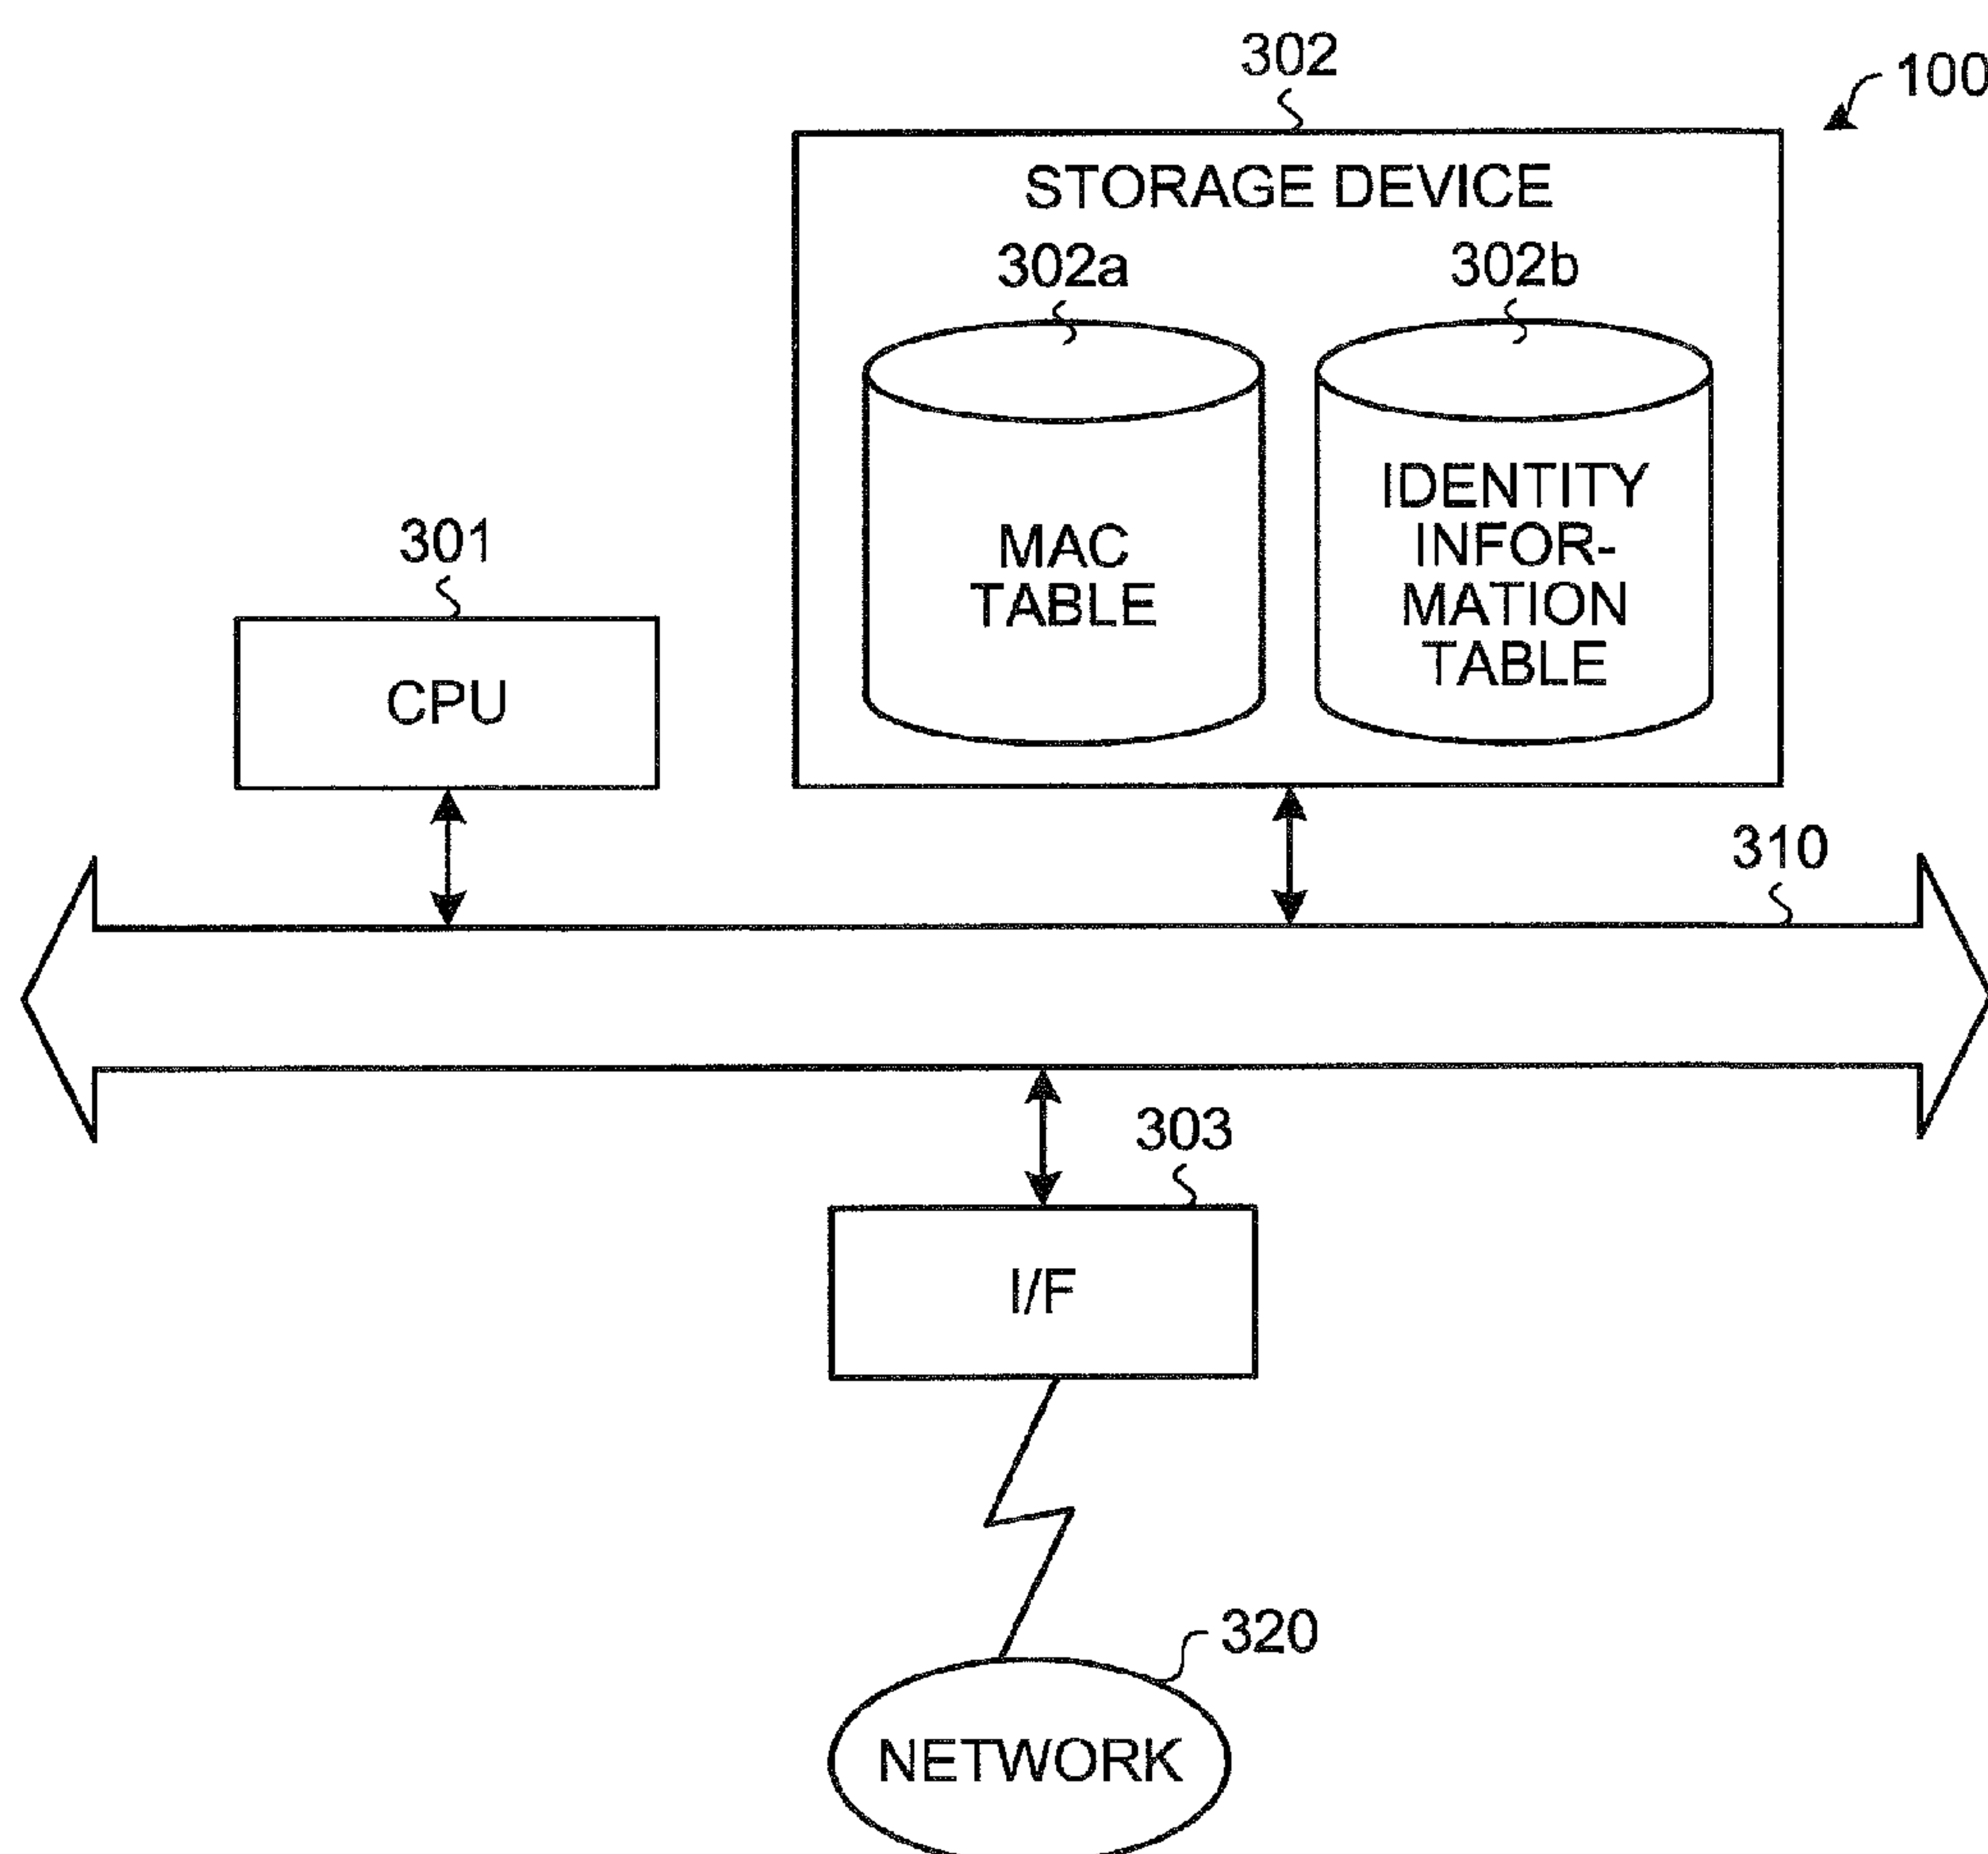 302
100
STORAGE DEVICE
302a
302b
MAC
TABLE
IDENTITY
INFOR-
MATION
TABLE
301
CPU
310
303
I/F
320
NETWORK